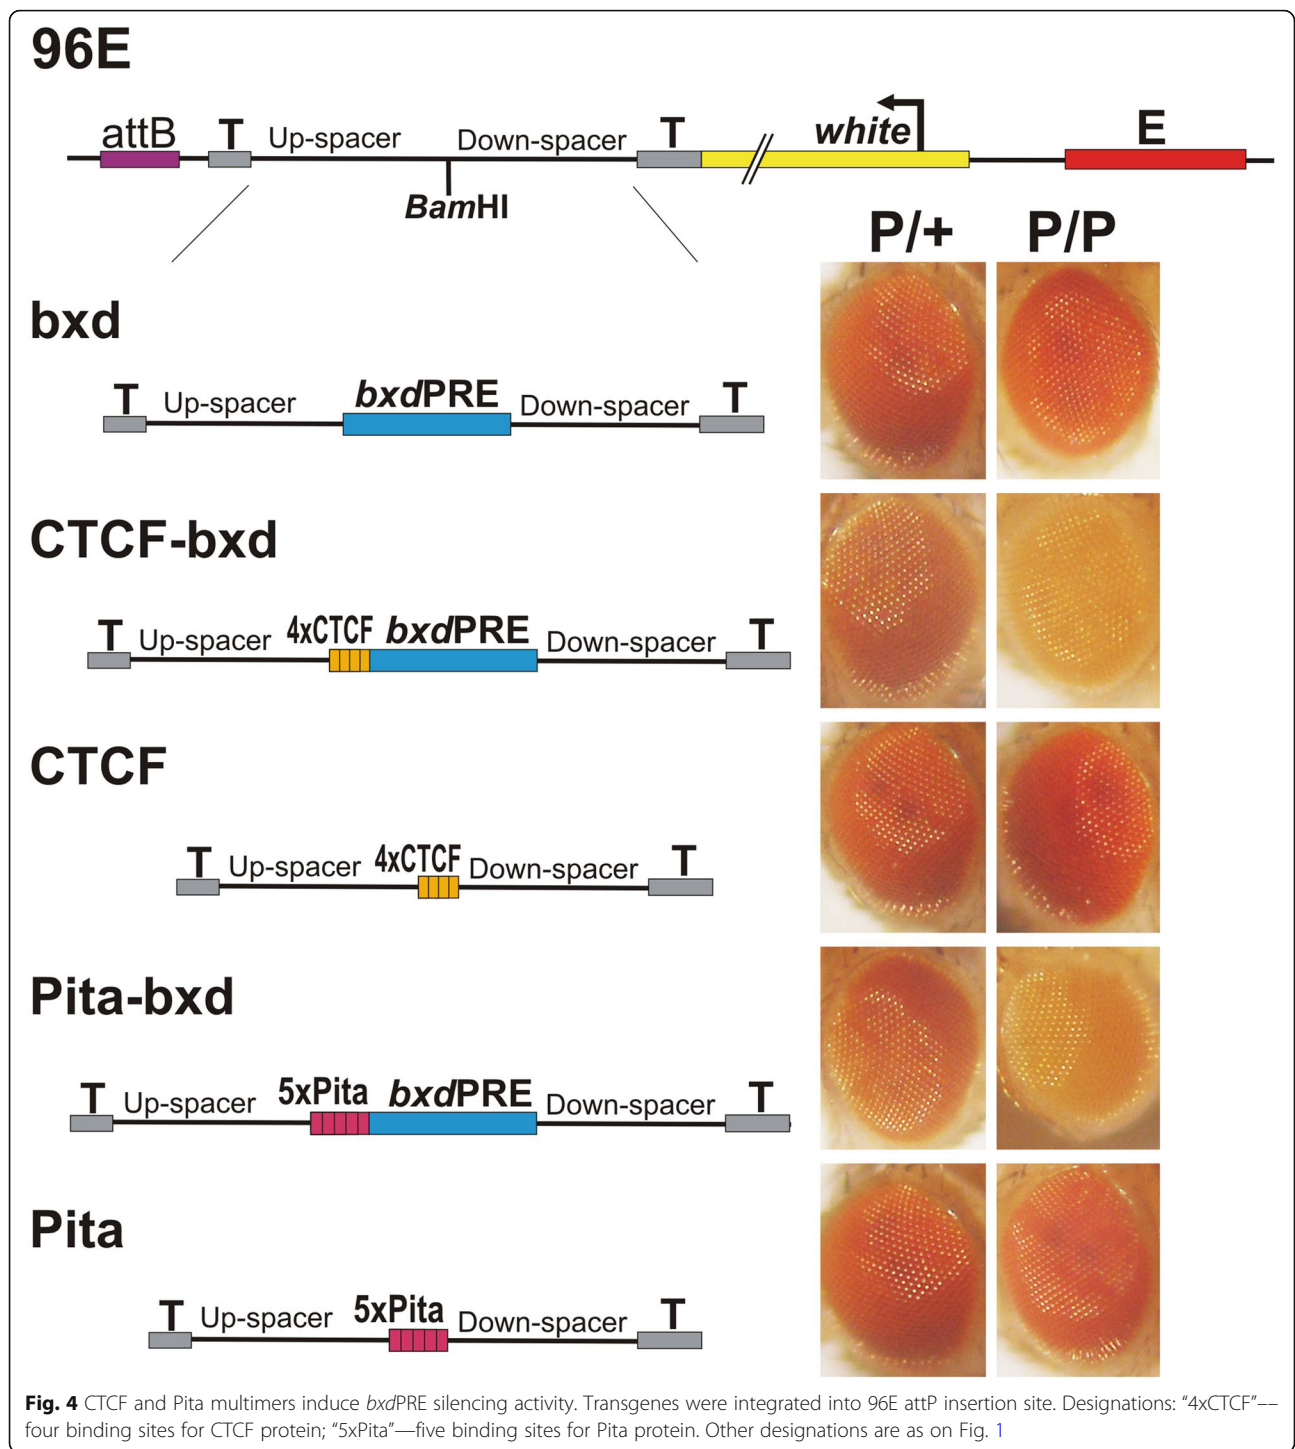 96E
attB T Up-spacer Down-spacer T white E
BamHI
P/+ P/P
bxd
T Up-spacer bxdPRE Down-spacer T
CTCF-bxd
T Up-spacer 4xCTCF bxdPRE Down-spacer T
CTCF
T Up-spacer 4xCTCF Down-spacer T
Pita-bxd
T Up-spacer 5xPita bxdPRE Down-spacer T
Pita
T Up-spacer 5xPita Down-spacer T
Fig. 4 CTCF and Pita multimers induce bxdPRE silencing activity. Transgenes were integrated into 96E attP insertion site. Designations: “4xCTCF”––
four binding sites for CTCF protein; “5xPita”—five binding sites for Pita protein. Other designations are as on Fig. 1